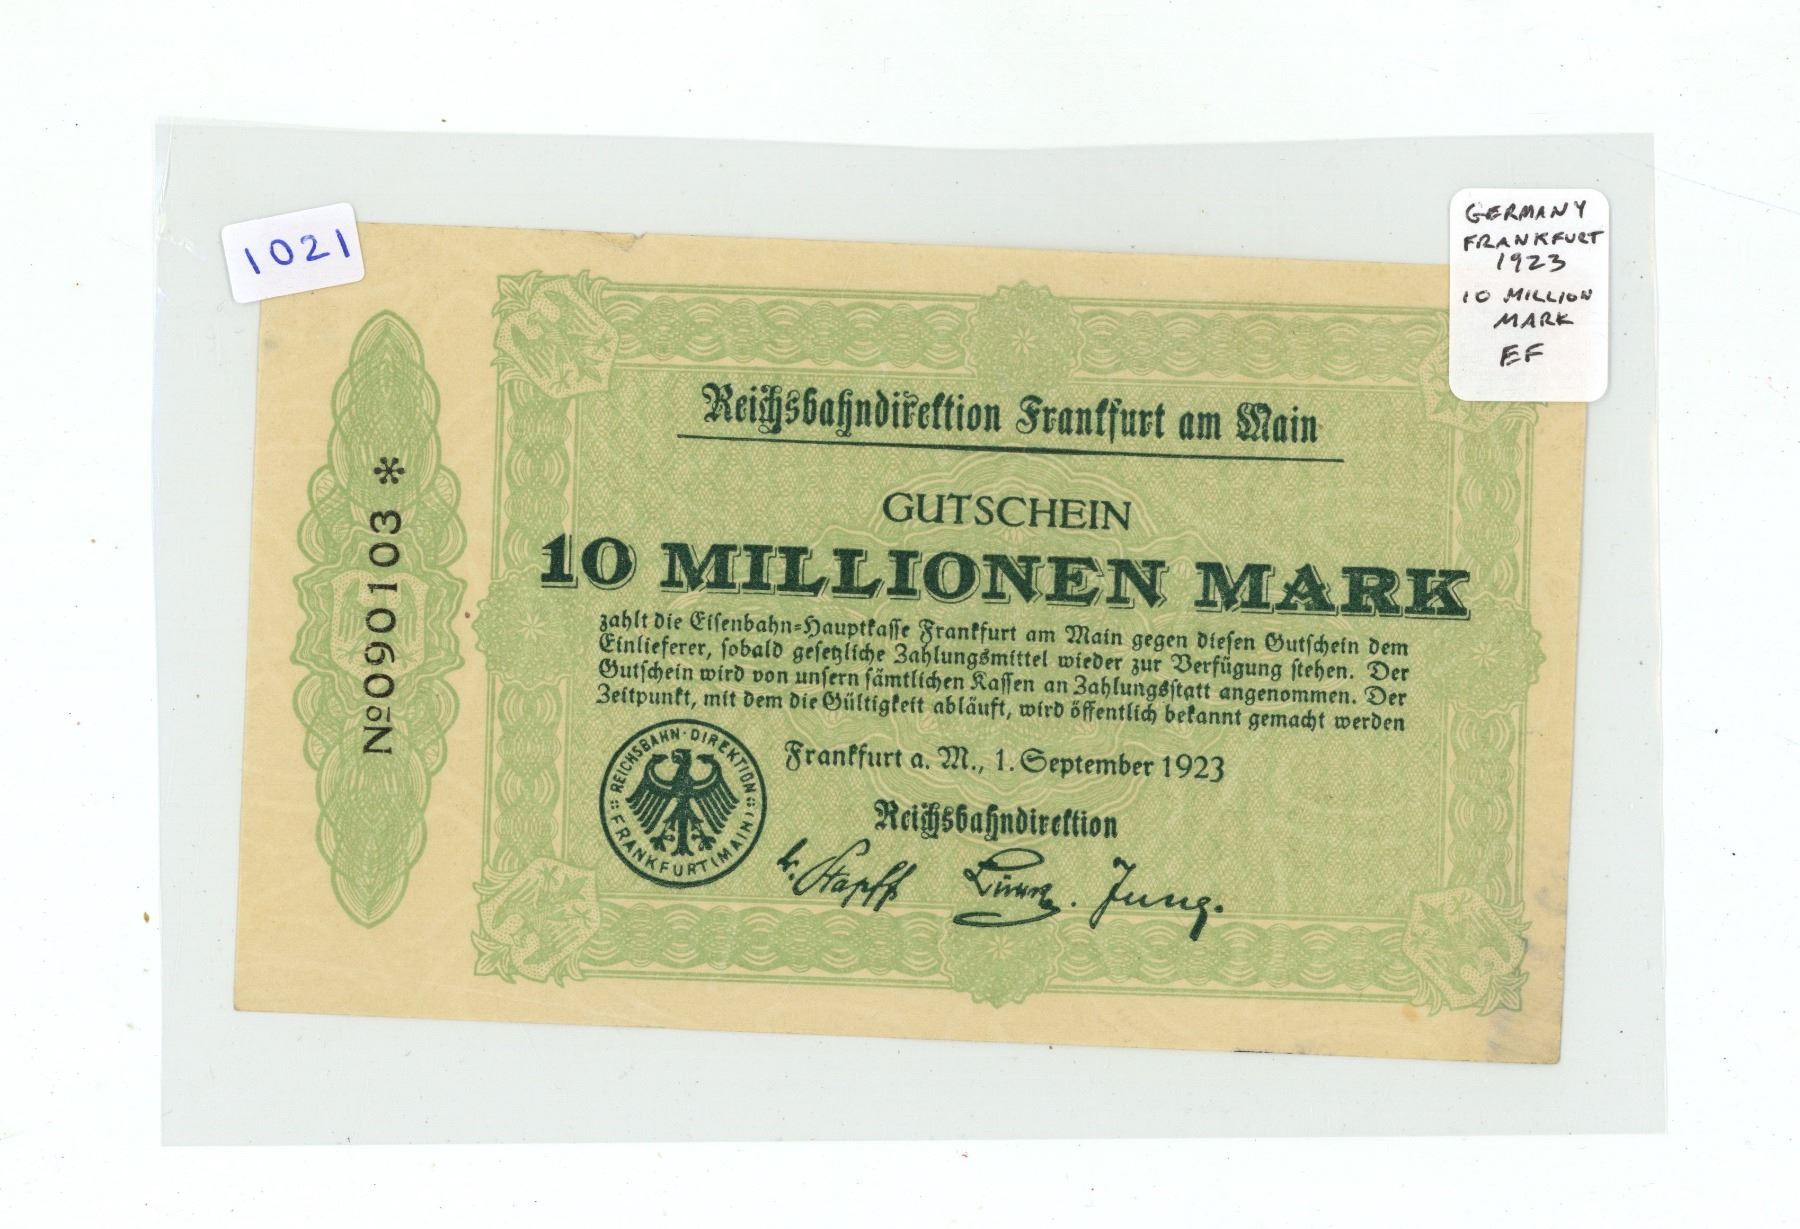 1021
GERMANY
FRANKFURT
1923
10 MILLION
MARK
EF
Nº090103 *
Reichsbahndirektion Frankfurt am Main
GUTSCHEIN
10 MILLIONEN MARK
zahlt die Eisenbahn=Hauptkasse Frankfurt am Main gegen diesen Gutschein dem
Einlieferer, sobald gesetzliche Zahlungsmittel wieder zur Verfügung stehen. Der
Gutschein wird von unsern sämtlichen Kassen an Zahlungsstatt angenommen. Der
Zeitpunkt, mit dem die Gültigkeit abläuft, wird öffentlich bekannt gemacht werden
Frankfurt a. M., 1. September 1923
REICHSBAHN·DIREKTION
FRANKFURT(MAIN)
Reichsbahndirektion
Stapff
Jung.